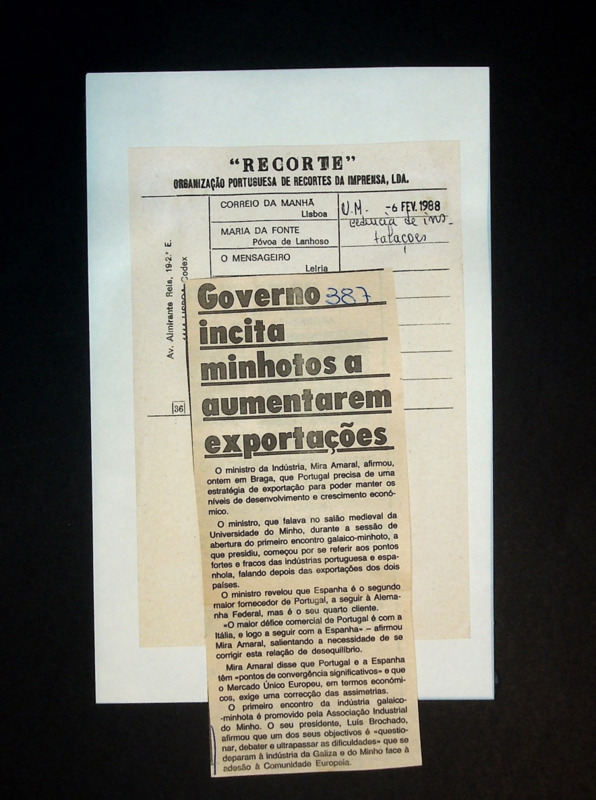 "RECORTE"
ORGANIZAÇÃO PORTUGUESA DE RECORTES DA IMPRENSA, LDA.
CORREIO DA MANHÃ
Lisboa
U.M. -6 FEV. 1988
cedência de ins-
talações
MARIA DA FONTE
Póvoa de Lanhoso
O MENSAGEIRO
Leiria
Av. Almirante Reis, 19-2.º E.
Codex
36
Governo 387
incita
minhotos a
aumentarem
exportações
O ministro da Indústria, Mira Amaral, afirmou,
ontem em Braga, que Portugal precisa de uma
estratégia de exportação para poder manter os
níveis de desenvolvimento e crescimento econó-
mico.
O ministro, que falava no salão medieval da
Universidade do Minho, durante a sessão de
abertura do primeiro encontro galaico-minhoto, a
que presidiu, começou por se referir aos pontos
fortes e fracos das indústrias portuguesa e espa-
nhola, falando depois das exportações dos dois
países.
O ministro revelou que Espanha é o segundo
maior fornecedor de Portugal, a seguir à Alema-
nha Federal, mas é o seu quarto cliente.
«O maior défice comercial de Portugal é com a
Itália, e logo a seguir com a Espanha» – afirmou
Mira Amaral, salientando a necessidade de se
corrigir esta relação de desequilíbrio.
Mira Amaral disse que Portugal e a Espanha
têm «pontos de convergência significativos» e que
o Mercado Único Europeu, em termos económi-
cos, exige uma correcção das assimetrias.
O primeiro encontro da indústria galaico-
-minhota é promovido pela Associação Industrial
do Minho. O seu presidente, Luís Brochado,
afirmou que um dos seus objectivos é «questio-
nar, debater e ultrapassar as dificuldades» que se
deparam à indústria da Galiza e do Minho face à
adesão à Comunidade Europeia.